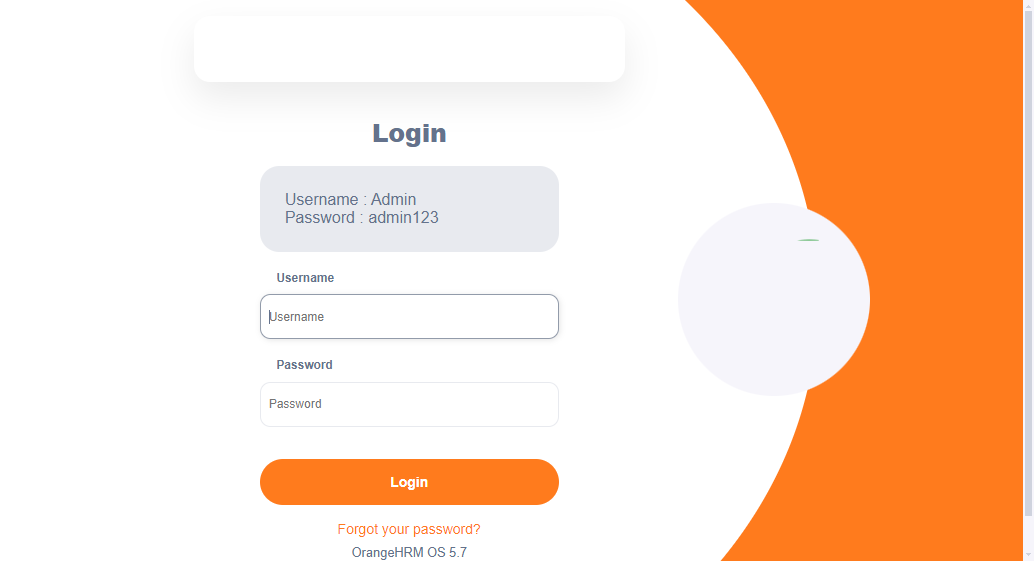 Login
Username : Admin
Password : admin123
Username
Username
Password
Password
Login
Forgot your password?
OrangeHRM OS 5.7